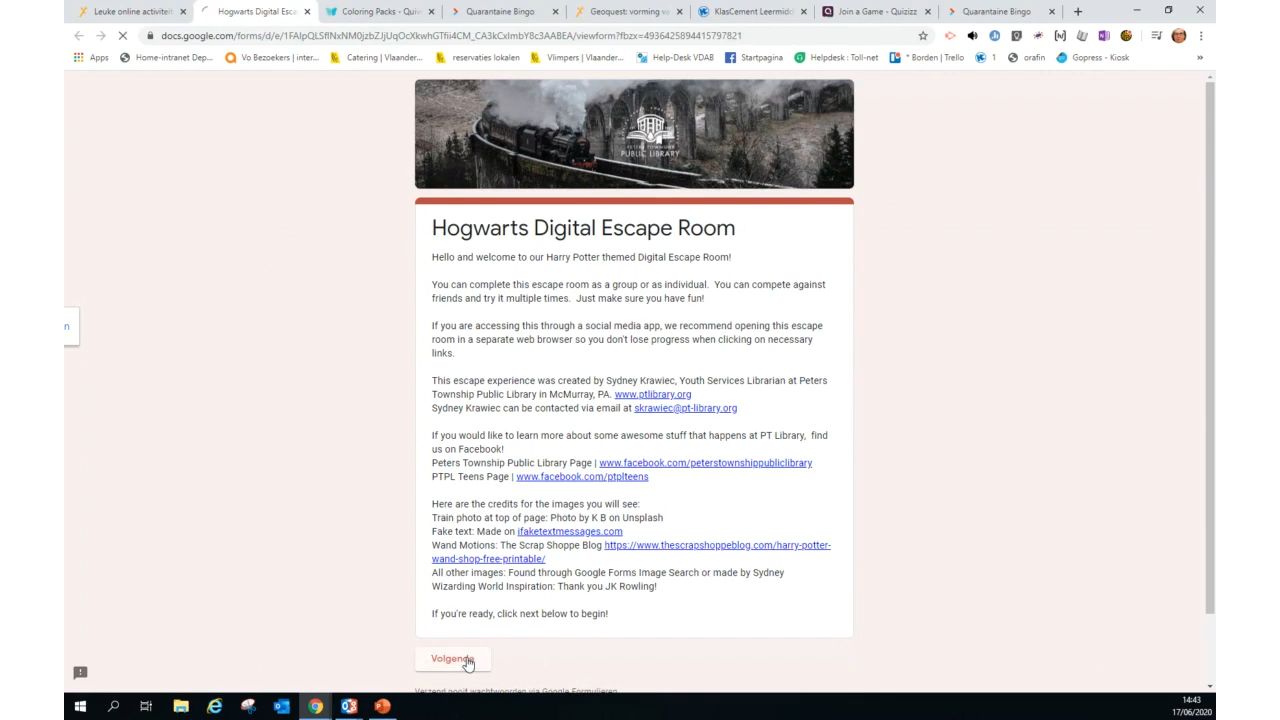 Leuke online activiteit
Hogwarts Digital Esca
Coloring Packs - Quiv
Quarantaine Bingo
Geoquest: vorming w
KlasCement Leermidd
Join a Game - Quizizz
Quarantaine Bingo
docs.google.com/forms/d/e/1FAIpQLSflNxNM0jzbZJjUqOcXkwhGTfii4CM_CA3kCxImbY8c3AABEA/viewform?fbzx=4936425894415797821
Apps
Home-intranet Dep...
Vo Bezoekers | inter...
Catering | Vlaander...
reservaties lokalen
Vlimpers | Vlaander...
Help-Desk VDAB
Startpagina
Helpdesk : Toll-net
* Borden | Trello
1
orafin
Gopress - Kiosk
»
PETERS TOWNSHIP
PUBLIC LIBRARY
Hogwarts Digital Escape Room
Hello and welcome to our Harry Potter themed Digital Escape Room!
You can complete this escape room as a group or as individual. You can compete against
friends and try it multiple times. Just make sure you have fun!
n
If you are accessing this through a social media app, we recommend opening this escape
room in a separate web browser so you don't lose progress when clicking on necessary
links.
This escape experience was created by Sydney Krawiec, Youth Services Librarian at Peters
Township Public Library in McMurray, PA. www.ptlibrary.org
Sydney Krawiec can be contacted via email at skrawiec@pt-library.org
If you would like to learn more about some awesome stuff that happens at PT Library, find
us on Facebook!
Peters Township Public Library Page | www.facebook.com/peterstownshippubliclibrary
PTPL Teens Page | www.facebook.com/ptplteens
Here are the credits for the images you will see:
Train photo at top of page: Photo by K B on Unsplash
Fake text: Made on ifaketextmessages.com
Wand Motions: The Scrap Shoppe Blog https://www.thescrapshoppeblog.com/harry-potter-
wand-shop-free-printable/
All other images: Found through Google Forms Image Search or made by Sydney
Wizarding World Inspiration: Thank you JK Rowling!
If you're ready, click next below to begin!
Volgende
Verzend nooit wachtwoorden via Google Formulieren.
14:43
17/06/2020